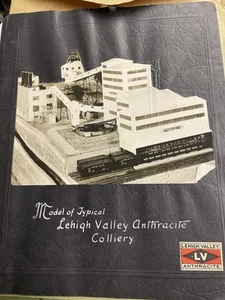 Model of Typical
Lehigh Valley Anthracite
Colliery.
LEHIGH VALLEY
LV
ANTHRACITE